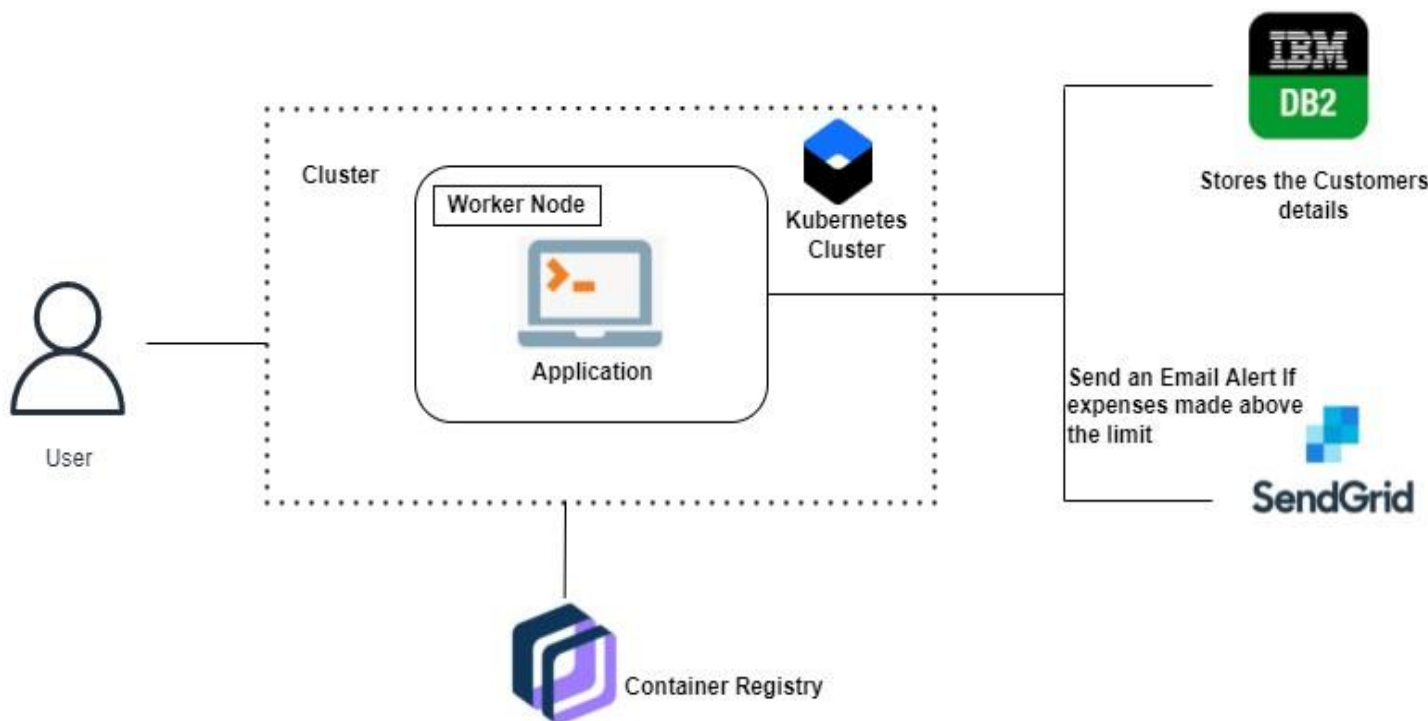 IBM
DB2
Stores the Customers
details
Cluster
Worker Node
Kubernetes
Cluster
Application
User
Send an Email Alert If
expenses made above
the limit
SendGrid
Container Registry